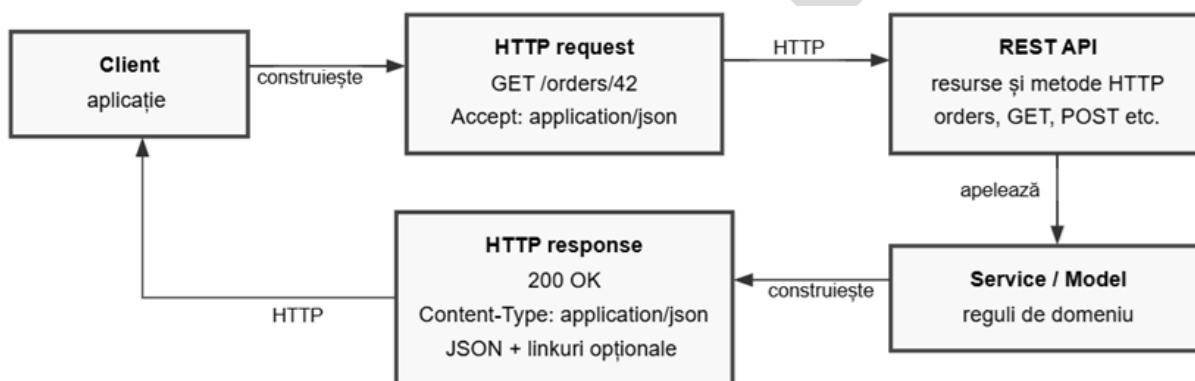 Client
aplicație
construiește
HTTP request
GET /orders/42
Accept: application/json
HTTP
REST API
resurse și metode HTTP
orders, GET, POST etc.
apelează
Service / Model
reguli de domeniu
construiește
HTTP response
200 OK
Content-Type: application/json
JSON + linkuri opționale
HTTP